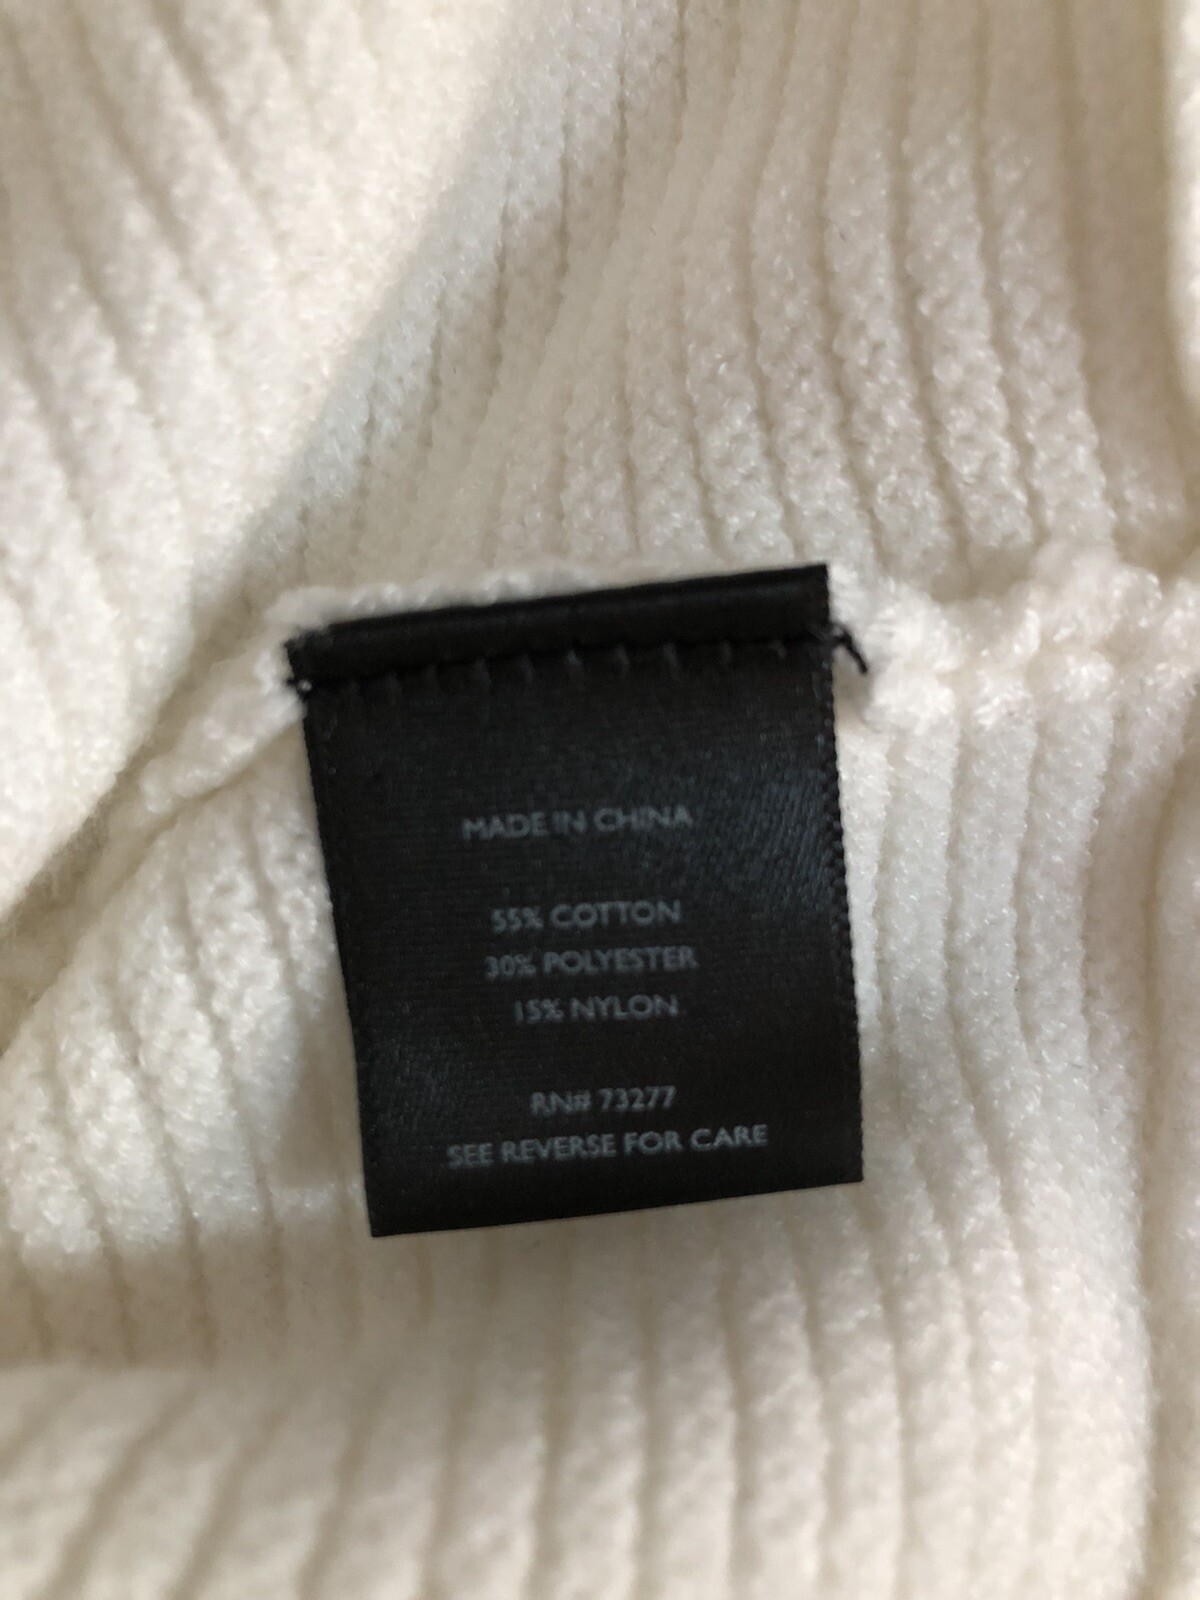 MADE IN CHINA
55% COTTON
30% POLYESTER
15% NYLON
RN# 73277
SEE REVERSE FOR CARE